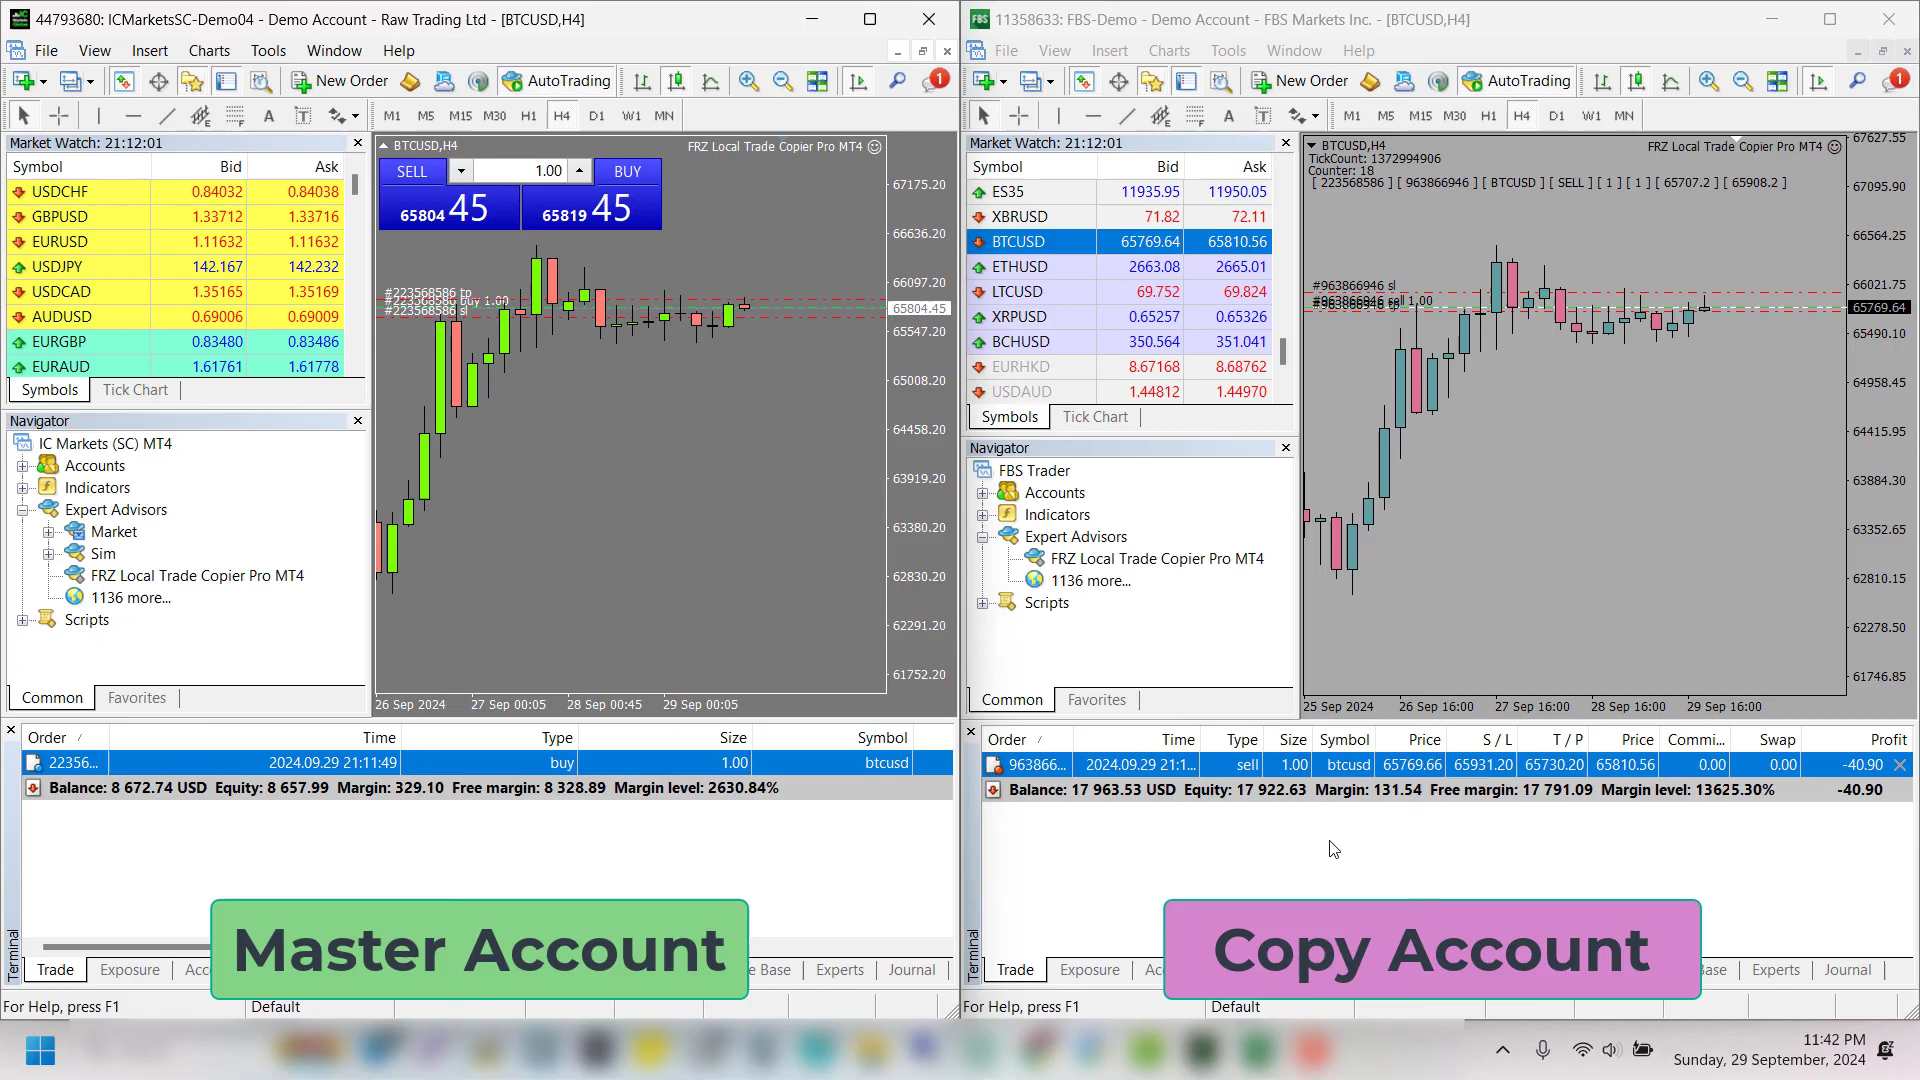 44793680: ICMarketsSC-Demo04 - Demo Account - Raw Trading Ltd - [BTCUSD,H4]
File View Insert Charts Tools Window Help
New Order AutoTrading 1
A T M1 M5 M15 M30 H1 H4 D1 W1 MN
Market Watch: 21:12:01
Symbol Bid Ask
USDCHF 0.84032 0.84038
GBPUSD 1.33712 1.33716
EURUSD 1.11632 1.11632
USDJPY 142.167 142.232
USDCAD 1.35165 1.35169
AUDUSD 0.69006 0.69009
EURGBP 0.83480 0.83486
EURAUD 1.61761 1.61778
Symbols Tick Chart
Navigator
IC Markets (SC) MT4
Accounts
Indicators
Expert Advisors
Market
Sim
FRZ Local Trade Copier Pro MT4
1136 more...
Scripts
Common Favorites
BTCUSD,H4
FRZ Local Trade Copier Pro MT4
SELL 1.00 BUY
65804 45 65819 45
#223568586 tp
#223568586 buy 1.00
#223568586 sl
67175.20
66636.20
66097.20
65804.45
65547.20
65008.20
64458.20
63919.20
63380.20
62830.20
62291.20
61752.20
26 Sep 2024 27 Sep 00:05 28 Sep 00:45 29 Sep 00:05
Order Time Type Size Symbol
22356... 2024.09.29 21:11:49 buy 1.00 btcusd
Balance: 8 672.74 USD Equity: 8 657.99 Margin: 329.10 Free margin: 8 328.89 Margin level: 2630.84%
Master Account
Terminal
Trade Exposure Acc e Base Experts Journal
For Help, press F1 Default
FBS 11358633: FBS-Demo - Demo Account - FBS Markets Inc. - [BTCUSD,H4]
File View Insert Charts Tools Window Help
New Order AutoTrading 1
A T M1 M5 M15 M30 H1 H4 D1 W1 MN
Market Watch: 21:12:01
Symbol Bid Ask
ES35 11935.95 11950.05
XBRUSD 71.82 72.11
BTCUSD 65769.64 65810.56
ETHUSD 2663.08 2665.01
LTCUSD 69.752 69.824
XRPUSD 0.65257 0.65326
BCHUSD 350.564 351.041
EURHKD 8.67168 8.68762
USDAUD 1.44812 1.44970
Symbols Tick Chart
Navigator
FBS Trader
Accounts
Indicators
Expert Advisors
FRZ Local Trade Copier Pro MT4
1136 more...
Scripts
Common Favorites
BTCUSD,H4
FRZ Local Trade Copier Pro MT4
TickCount: 1372994906
Counter: 18
[ 223568586 ] [ 963866946 ] [ BTCUSD ] [ SELL ] [ 1 ] [ 1 ] [ 65707.2 ] [ 65908.2 ]
#963866946 sl
#963866946 sell 1.00
#963866946 tp
67627.55
67095.90
66564.25
66021.75
65769.64
65490.10
64958.45
64415.95
63884.30
63352.65
62810.15
62278.50
61746.85
25 Sep 2024 26 Sep 16:00 27 Sep 16:00 28 Sep 16:00 29 Sep 16:00
Order Time Type Size Symbol Price S / L T / P Price Commi... Swap Profit
963866... 2024.09.29 21:1... sell 1.00 btcusd 65769.66 65931.20 65730.20 65810.56 0.00 0.00 -40.90
Balance: 17 963.53 USD Equity: 17 922.63 Margin: 131.54 Free margin: 17 791.09 Margin level: 13625.30% -40.90
Copy Account
Terminal
Trade Exposure Ac Base Experts Journal
For Help, press F1 Default
11:42 PM
Sunday, 29 September, 2024